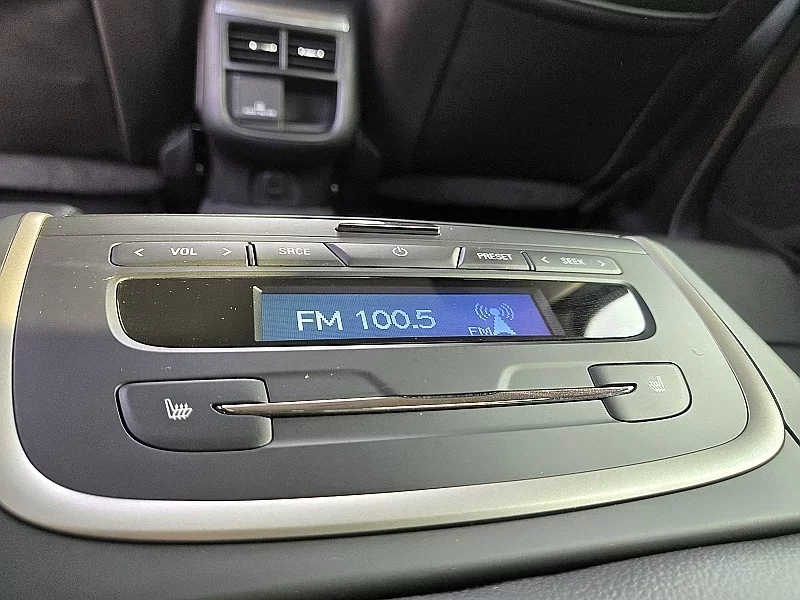 < VOL > SRCE PRESET < SEEK >
FM 100.5
FM